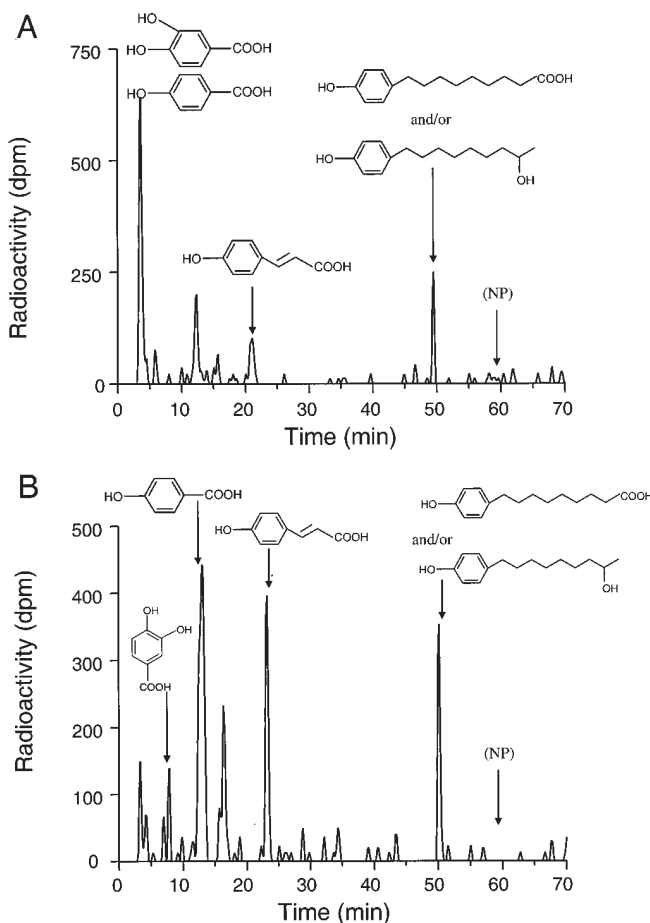 A
HO
HO
COOH
HO
COOH
HO
COOH
and/or
HO
OH
HO
COOH
(NP)
750
500
250
0
0 10 20 30 40 50 60 70
Radioactivity (dpm)
Time (min)
B
HO
COOH
HO
COOH
HO
COOH
and/or
HO
OH
OH
OH
COOH
(NP)
500
400
300
200
100
0
0 10 20 30 40 50 60 70
Radioactivity (dpm)
Time (min)